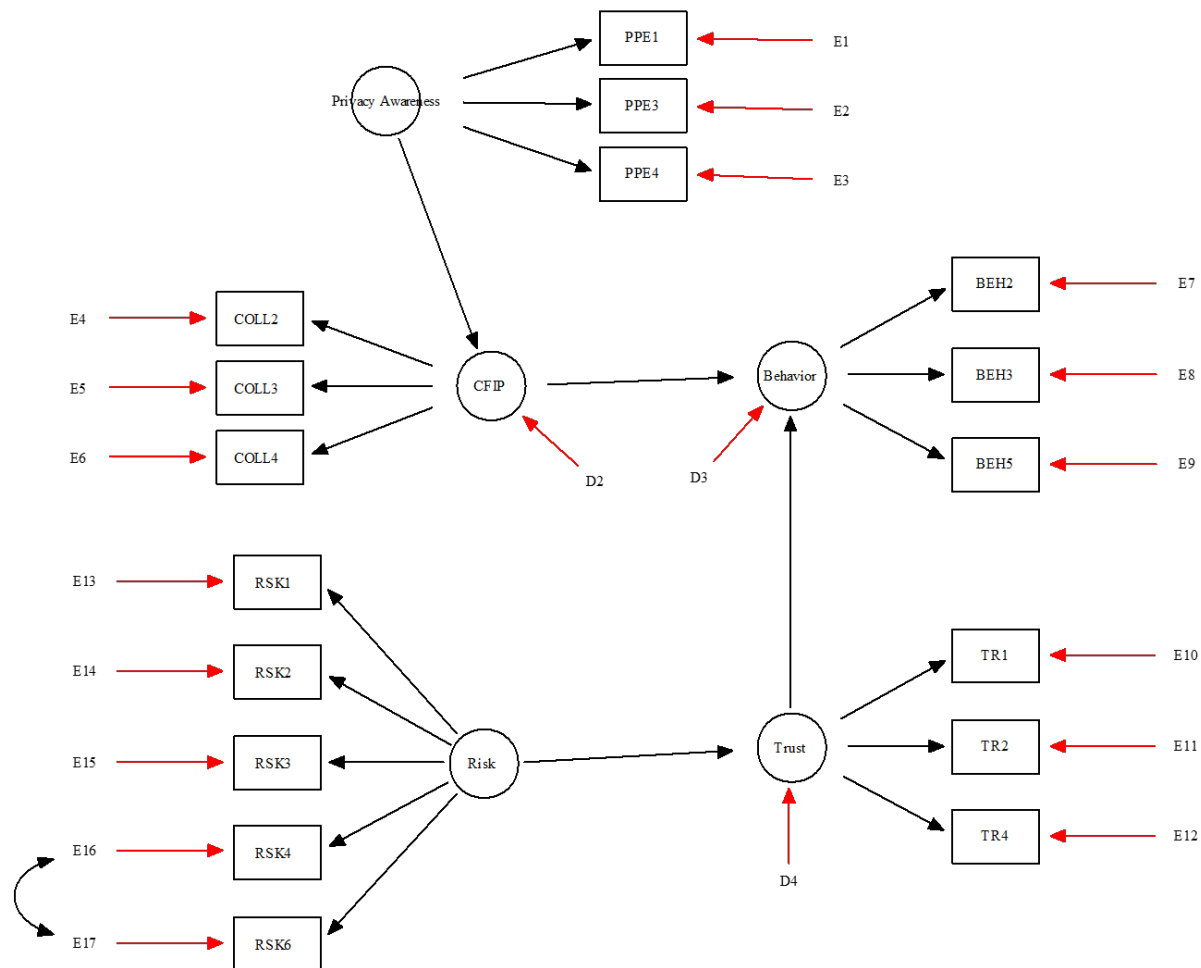 PPE1
E1
Privacy Awareness
PPE3
E2
PPE4
E3
BEH2
E7
E4
COLL2
E5
COLL3
CFIP
Behavior
BEH3
E8
E6
COLL4
BEH5
E9
D2
D3
E13
RSK1
E14
RSK2
TR1
E10
E15
RSK3
Risk
Trust
TR2
E11
E16
RSK4
TR4
E12
D4
E17
RSK6